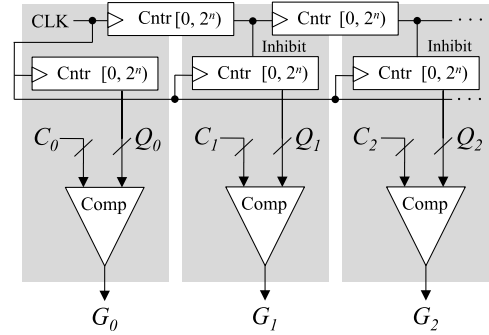 CLK Cntr [0, 2ⁿ) Cntr [0, 2ⁿ) . . .
Inhibit Inhibit
Cntr [0, 2ⁿ) Cntr [0, 2ⁿ) Cntr [0, 2ⁿ)
. . .
C₀ Q₀ C₁ Q₁ C₂ Q₂
Comp Comp Comp
G₀ G₁ G₂